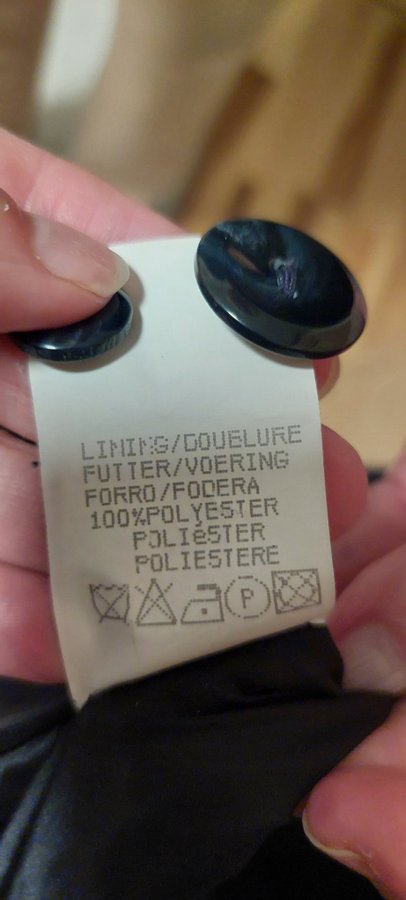 LINING/DOUBLURE
FUTTER/VOERING
FORRO/FODERA
100%POLYESTER
POLIéSTER
POLIESTERE
P